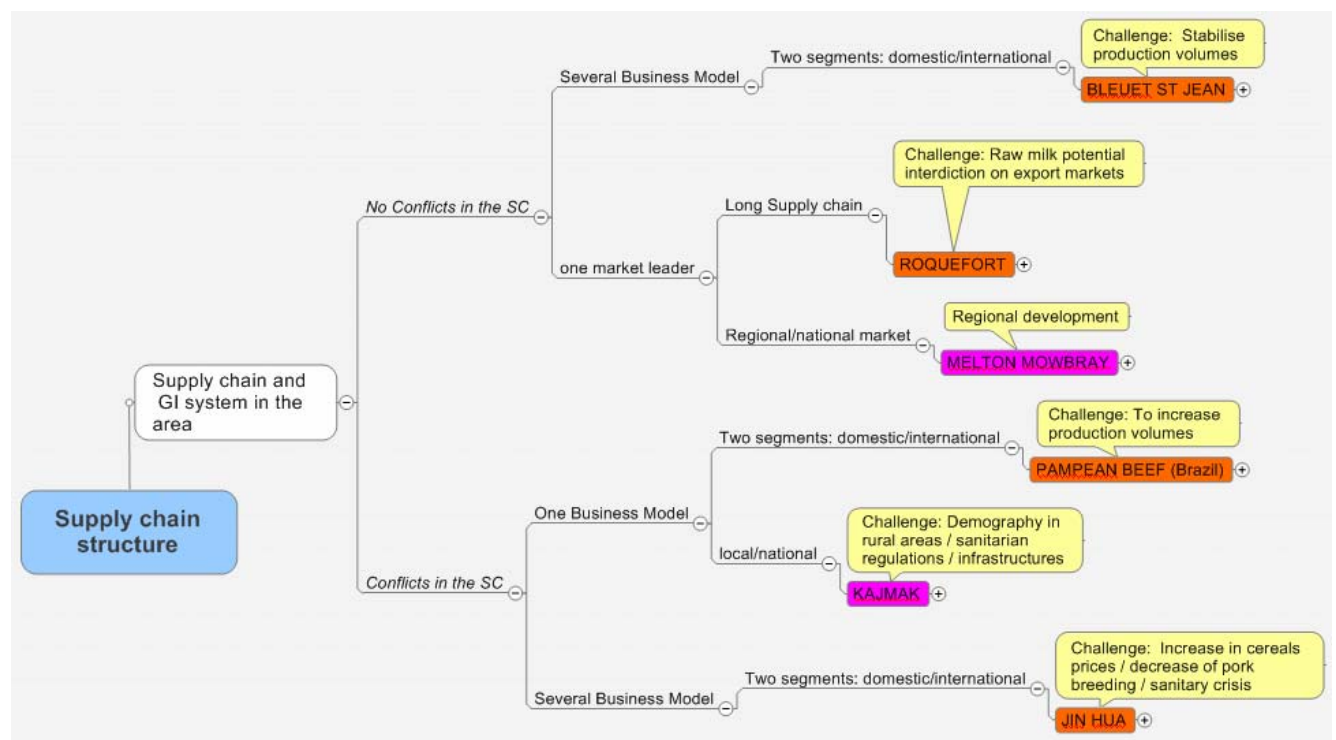 Challenge: Stabilise
production volumes
Two segments: domestic/international
Several Business Model
BLEUET ST JEAN
Challenge: Raw milk potential
interdiction on export markets
Long Supply chain
No Conflicts in the SC
ROQUEFORT
one market leader
Regional development
Regional/national market
MELTON MOWBRAY
Supply chain and
GI system in the
area
Challenge: To increase
production volumes
Two segments: domestic/international
PAMPEAN BEEF (Brazil)
Supply chain
structure
One Business Model
Challenge: Demography in
rural areas / sanitarian
regulations / infrastructures
local/national
Conflicts in the SC
KAJMAK
Challenge: Increase in cereals
prices / decrease of pork
breeding / sanitary crisis
Two segments: domestic/international
Several Business Model
JIN HUA